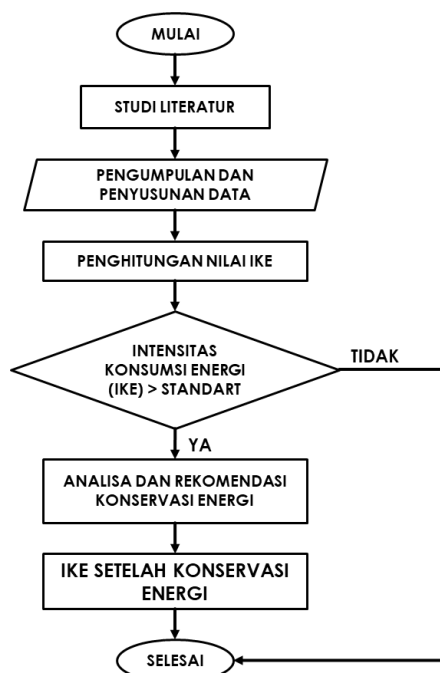 MULAI
STUDI LITERATUR
PENGUMPULAN DAN
PENYUSUNAN DATA
PENGHITUNGAN NILAI IKE
INTENSITAS
KONSUMSI ENERGI
(IKE) > STANDART
TIDAK
YA
ANALISA DAN REKOMENDASI
KONSERVASI ENERGI
IKE SETELAH KONSERVASI
ENERGI
SELESAI